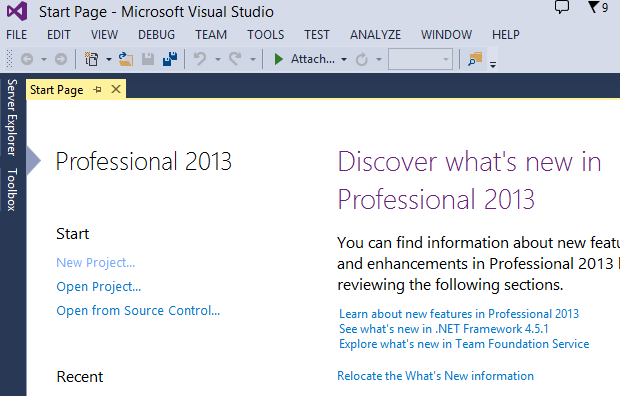 Start Page - Microsoft Visual Studio
9
FILE EDIT VIEW DEBUG TEAM TOOLS TEST ANALYZE WINDOW HELP
Attach...
Server Explorer
Toolbox
Start Page
Professional 2013
Start
New Project...
Open Project...
Open from Source Control...
Recent
Discover what's new in
Professional 2013
You can find information about new featu
and enhancements in Professional 2013
reviewing the following sections.
Learn about new features in Professional 2013
See what's new in .NET Framework 4.5.1
Explore what's new in Team Foundation Service
Relocate the What's New information